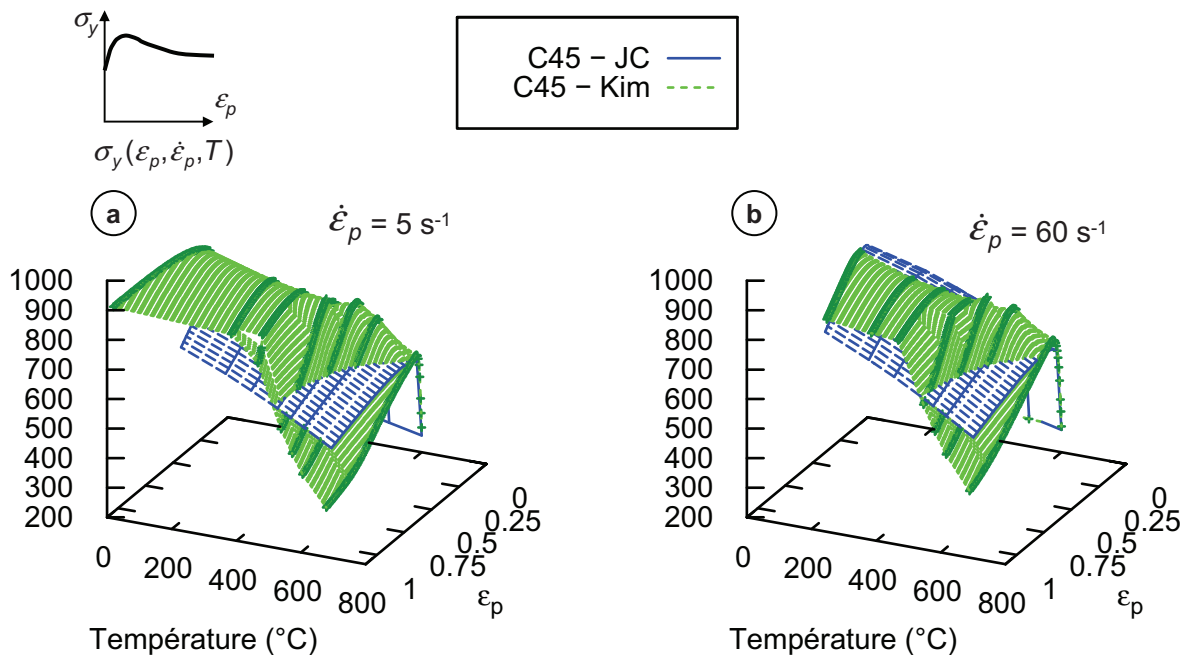 σy
εp
σy(εp,ε̇p,T)
C45 − JC
C45 − Kim
a
ε̇p = 5 s-1
1000
900
800
700
600
500
400
300
200
0
200
400
600
800
1
0.75
0.5
0.25
0
εp
Température (°C)
b
ε̇p = 60 s-1
1000
900
800
700
600
500
400
300
200
0
200
400
600
800
1
0.75
0.5
0.25
0
εp
Température (°C)